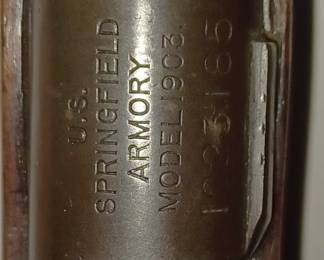 U.S.
SPRINGFIELD
ARMORY
MODEL 1903.